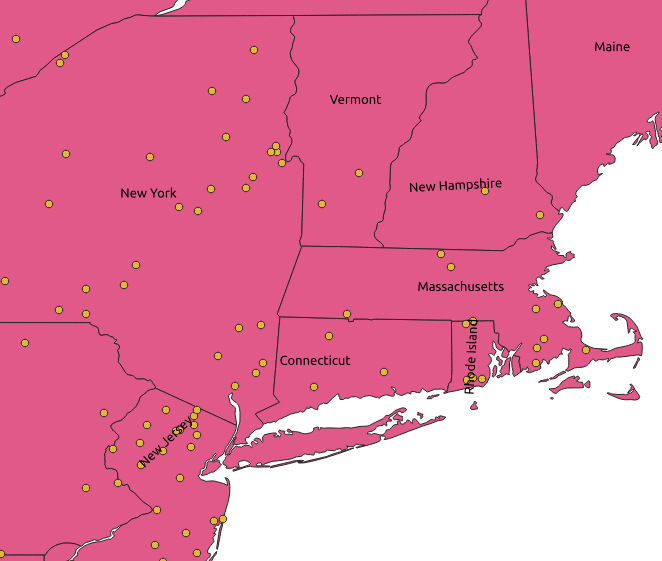 Maine
Vermont
New Hampshire
New York
Massachusetts
Rhode Island
Connecticut
New Jersey